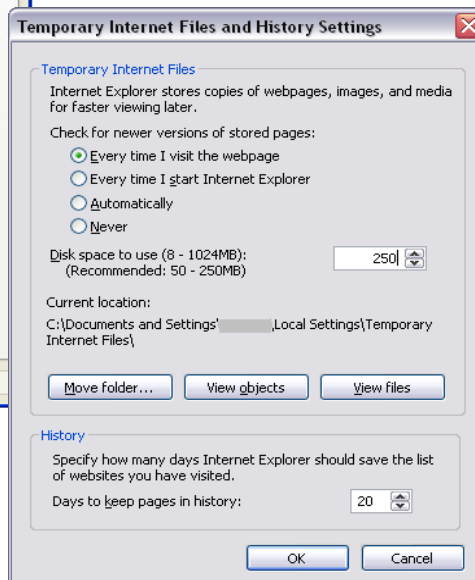 Temporary Internet Files and History Settings
Temporary Internet Files
Internet Explorer stores copies of webpages, images, and media
for faster viewing later.
Check for newer versions of stored pages:
Every time I visit the webpage
Every time I start Internet Explorer
Automatically
Never
Disk space to use (8 - 1024MB): 250
(Recommended: 50 - 250MB)
Current location:
C:\Documents and Settings' ,Local Settings\Temporary
Internet Files\
Move folder... View objects View files
History
Specify how many days Internet Explorer should save the list
of websites you have visited.
Days to keep pages in history: 20
OK Cancel